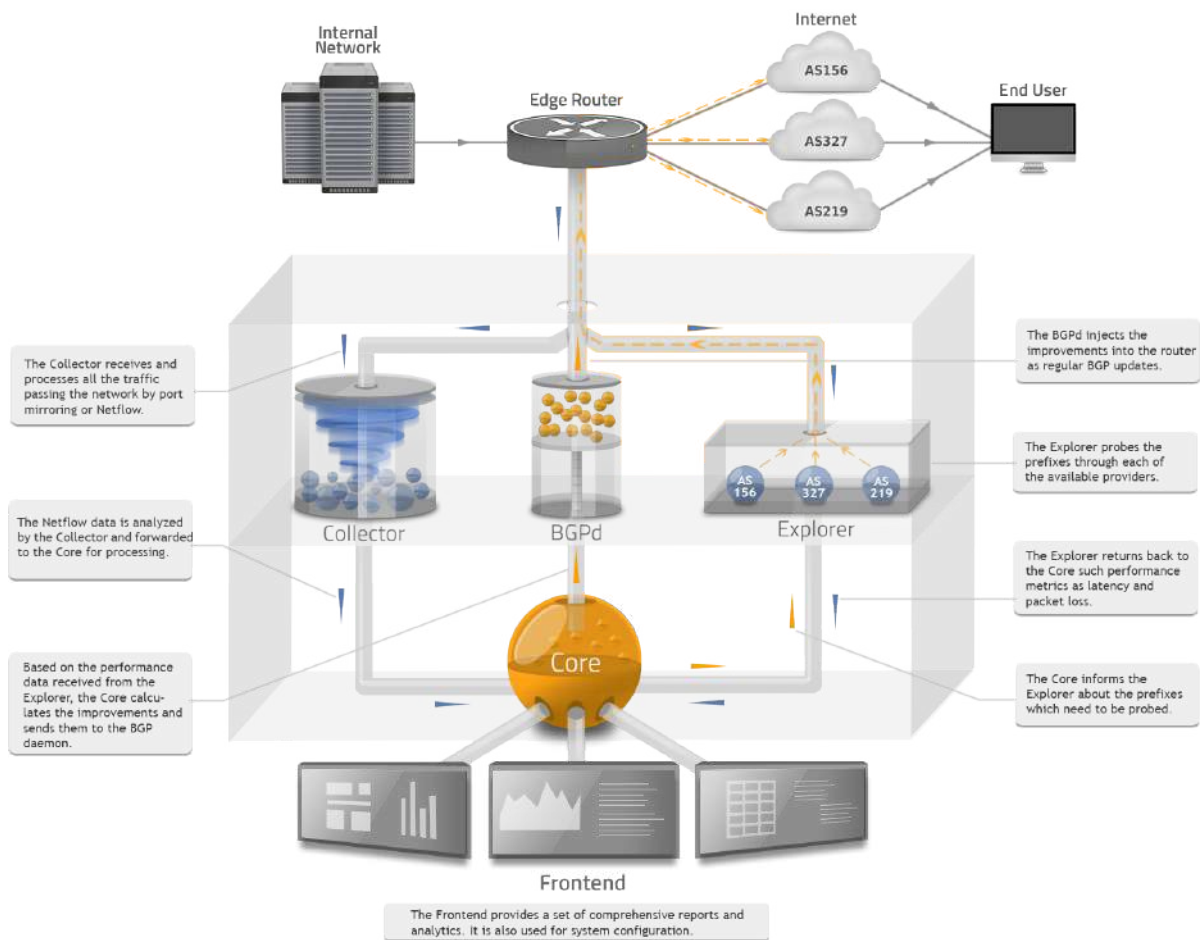 Internal
Network
Edge Router
Internet
AS156
AS327
AS219
End User
The Collector receives and
processes all the traffic
passing the network by port
mirroring or Netflow.
The BGPd injects the
improvements into the router
as regular BGP updates.
The Explorer probes the
prefixes through each of
the available providers.
AS
156
AS
327
AS
219
Collector
BGPd
Explorer
The Netflow data is analyzed
by the Collector and forwarded
to the Core for processing.
The Explorer returns back to
the Core such performance
metrics as latency and
packet loss.
Based on the performance
data received from the
Explorer, the Core calcu-
lates the improvements and
sends them to the BGP
daemon.
Core
The Core informs the
Explorer about the prefixes
which need to be probed.
Frontend
The Frontend provides a set of comprehensive reports and
analytics. It is also used for system configuration.